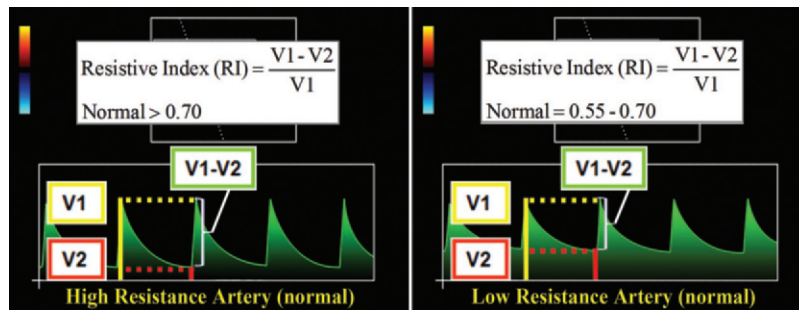 Resistive Index (RI) = V1 - V2 / V1
Normal > 0.70
V1-V2
V1
V2
High Resistance Artery (normal)
Resistive Index (RI) = V1 - V2 / V1
Normal = 0.55 - 0.70
V1-V2
V1
V2
Low Resistance Artery (normal)